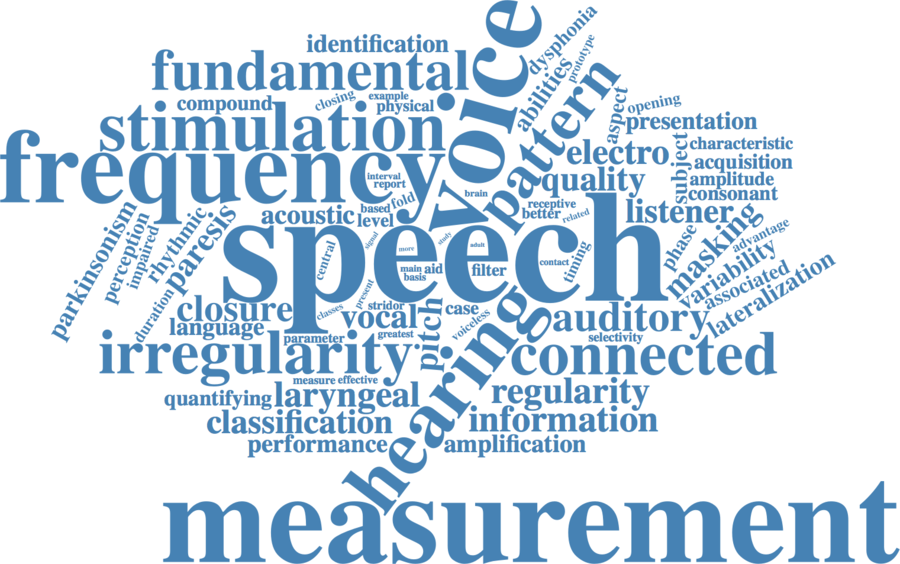 voice
dysphonia
identification
prototype
fundamental
abilities
pattern
compound
closing
example
physical
aspect
opening
stimulation
presentation
frequency
electro
subject
characteristic
acquisition
interval
report
quality
amplitude
brain
consonant
parkinsonism
perception
impaired
rhythmic
paresis
acoustic
based
fold
level
receptive
better
related
listener
masking
phase
advantage
variability
speech
central
signal
more
study
adult
contact
timing
main
basis
aid
filter
associated
lateralization
duration
present
closure
classes
stridor
vocal
pitch
case
voiceless
auditory
language
parameter
greatest
selectivity
irregularity
hearing
connected
measure
effective
quantifying
laryngeal
regularity
classification
information
performance
amplification
measurement